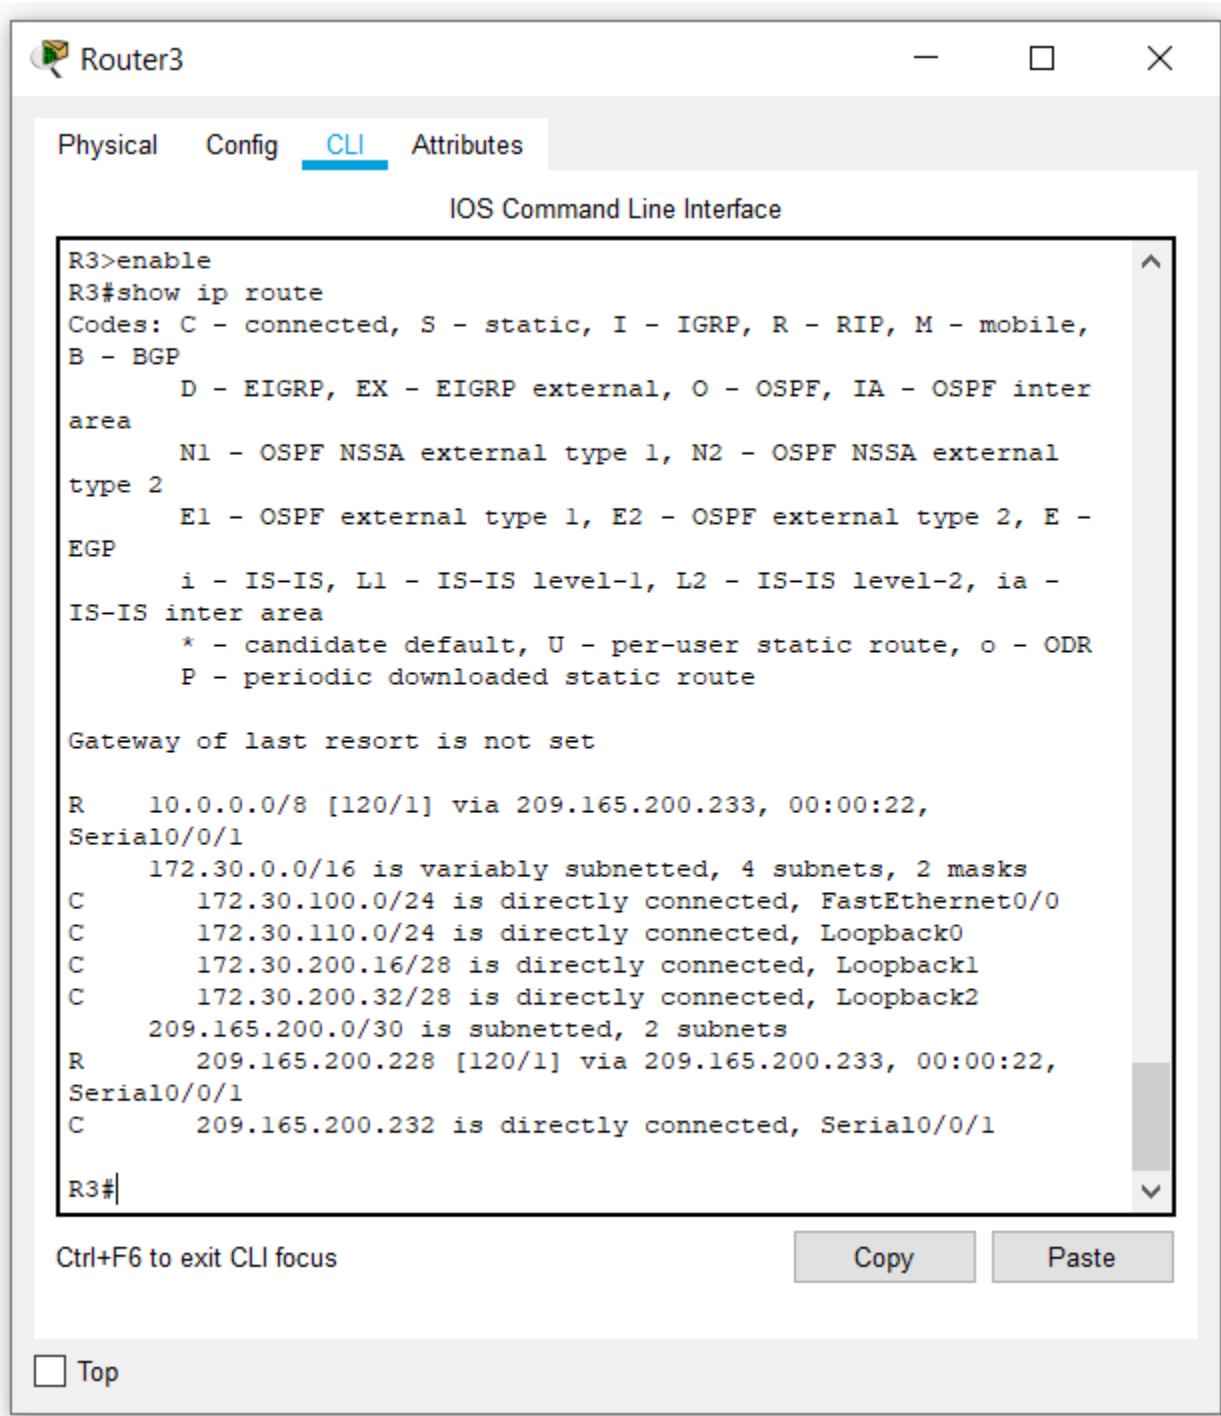 Router3
Physical Config CLI Attributes
IOS Command Line Interface
R3>enable
R3#show ip route
Codes: C - connected, S - static, I - IGRP, R - RIP, M - mobile,
B - BGP
       D - EIGRP, EX - EIGRP external, O - OSPF, IA - OSPF inter
area
       N1 - OSPF NSSA external type 1, N2 - OSPF NSSA external
type 2
       E1 - OSPF external type 1, E2 - OSPF external type 2, E -
EGP
       i - IS-IS, L1 - IS-IS level-1, L2 - IS-IS level-2, ia -
IS-IS inter area
       * - candidate default, U - per-user static route, o - ODR
       P - periodic downloaded static route
Gateway of last resort is not set
R    10.0.0.0/8 [120/1] via 209.165.200.233, 00:00:22,
Serial0/0/1
     172.30.0.0/16 is variably subnetted, 4 subnets, 2 masks
C       172.30.100.0/24 is directly connected, FastEthernet0/0
C       172.30.110.0/24 is directly connected, Loopback0
C       172.30.200.16/28 is directly connected, Loopback1
C       172.30.200.32/28 is directly connected, Loopback2
     209.165.200.0/30 is subnetted, 2 subnets
R       209.165.200.228 [120/1] via 209.165.200.233, 00:00:22,
Serial0/0/1
C       209.165.200.232 is directly connected, Serial0/0/1
R3#
Ctrl+F6 to exit CLI focus Copy Paste
Top